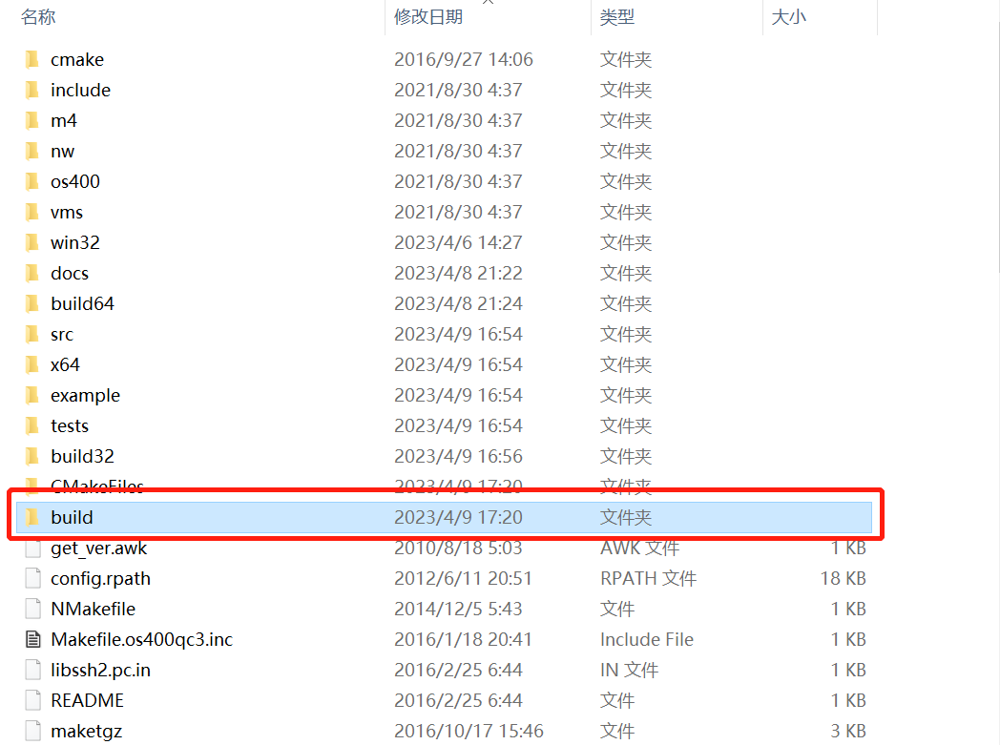 名称 修改日期 类型 大小
cmake 2016/9/27 14:06 文件夹
include 2021/8/30 4:37 文件夹
m4 2021/8/30 4:37 文件夹
nw 2021/8/30 4:37 文件夹
os400 2021/8/30 4:37 文件夹
vms 2021/8/30 4:37 文件夹
win32 2023/4/6 14:27 文件夹
docs 2023/4/8 21:22 文件夹
build64 2023/4/8 21:24 文件夹
src 2023/4/9 16:54 文件夹
x64 2023/4/9 16:54 文件夹
example 2023/4/9 16:54 文件夹
tests 2023/4/9 16:54 文件夹
build32 2023/4/9 16:56 文件夹
CMakeFiles 2023/4/9 17:20 文件夹
build 2023/4/9 17:20 文件夹
get_ver.awk 2010/8/18 5:03 AWK 文件 1 KB
config.rpath 2012/6/11 20:51 RPATH 文件 18 KB
NMakefile 2014/12/5 5:43 文件 1 KB
Makefile.os400qc3.inc 2016/1/18 20:41 Include File 1 KB
libssh2.pc.in 2016/2/25 6:44 IN 文件 1 KB
README 2016/2/25 6:44 文件 1 KB
maketgz 2016/10/17 15:46 文件 3 KB